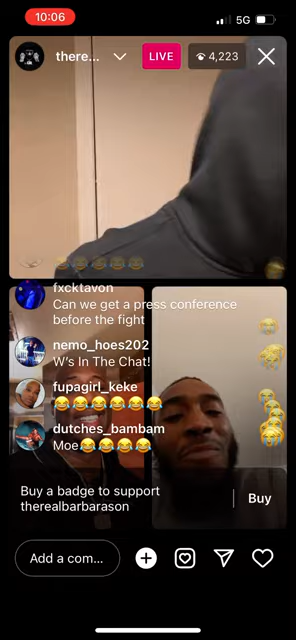 10:06
5G
there...
LIVE
4,223
fxcktavon
Can we get a press conference
before the fight
nemo_hoes202
W's In The Chat!
fupagirl_keke
😂😂😂😂😂😂
dutches_bambam
Moe😂😂😂😂
Buy a badge to support
therealbarbarason
Buy
Add a com...